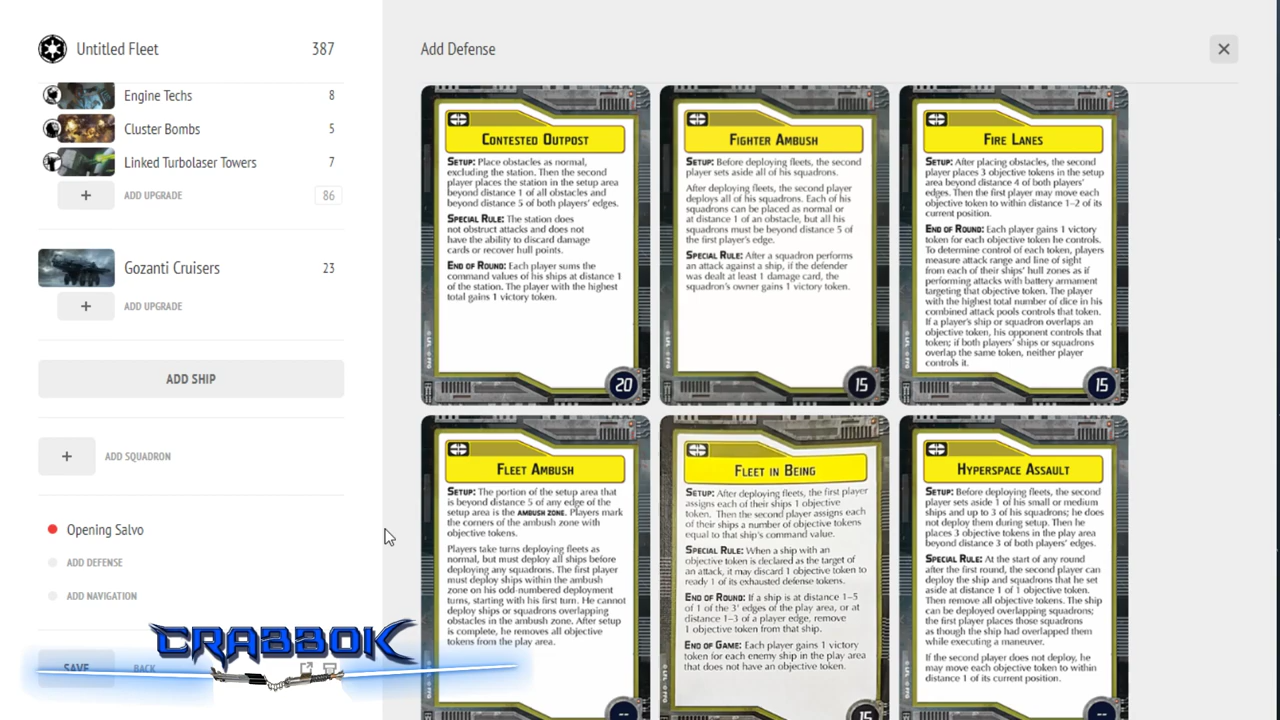 Untitled Fleet 387
Engine Techs 8
Cluster Bombs 5
Linked Turbolaser Towers 7
+ ADD UPGRADE 86
Gozanti Cruisers 23
+ ADD UPGRADE
ADD SHIP
+ ADD SQUADRON
Opening Salvo
ADD DEFENSE
ADD NAVIGATION
SAVE BACK
CRABBOK
Add Defense
CONTESTED OUTPOST
SETUP: Place obstacles as normal,
excluding the station. Then the second
player places the station in the setup area
beyond distance 1 of all obstacles and
beyond distance 5 of both players' edges.
SPECIAL RULE: The station does
not obstruct attacks and does not
have the ability to discard damage
cards or recover hull points.
END OF ROUND: Each player sums the
command values of his ships at distance 1
of the station. The player with the highest
total gains 1 victory token.
20
FIGHTER AMBUSH
SETUP: Before deploying fleets, the second
player sets aside all of his squadrons.
After deploying fleets, the second player
deploys all of his squadrons. Each of his
squadrons can be placed as normal or
at distance 1 of an obstacle, but all his
squadrons must be beyond distance 5 of
the first player's edge.
SPECIAL RULE: After a squadron performs
an attack against a ship, if the defender
was dealt at least 1 damage card, the
squadron's owner gains 1 victory token.
15
FIRE LANES
SETUP: After placing obstacles, the second
player places 3 objective tokens in the setup
area beyond distance 4 of both players'
edges. Then the first player may move each
objective token to within distance 1–2 of its
current position.
END OF ROUND: Each player gains 1 victory
token for each objective token he controls.
To determine control of each token, players
measure attack range and line of sight
from each of their ships' hull zones as if
performing attacks with battery armament
targeting that objective token. The player
with the highest total number of dice in his
combined attack pools controls that token.
If a player's ship or squadron overlaps an
objective token, his opponent controls that
token; if both players' ships or squadrons
overlap the same token, neither player
controls it.
15
FLEET AMBUSH
SETUP: The portion of the setup area that
is beyond distance 5 of any edge of the
setup area is the AMBUSH ZONE. Players mark
the corners of the ambush zone with
objective tokens.
Players take turns deploying fleets as
normal, but must deploy all ships before
deploying any squadrons. The first player
must deploy ships within the ambush
zone on his odd-numbered deployment
turns, starting with his first turn. He cannot
deploy ships or squadrons overlapping
obstacles in the ambush zone. After setup
is complete, he removes all objective
tokens from the play area.
--
FLEET IN BEING
SETUP: After deploying fleets, the first player
assigns each of their ships 1 objective
token. Then the second player assigns each
of their ships a number of objective tokens
equal to that ship's command value.
SPECIAL RULE: When a ship with an
objective token is declared as the target of
an attack, it may discard 1 objective token to
ready 1 of its exhausted defense tokens.
END OF ROUND: If a ship is at distance 1–5
of 1 of the 3' edges of the play area, or at
distance 1–3 of a player edge, remove
1 objective token from that ship.
END OF GAME: Each player gains 1 victory
token for each enemy ship in the play area
that does not have an objective token.
15
HYPERSPACE ASSAULT
SETUP: Before deploying fleets, the second
player sets aside 1 of his small or medium
ships and up to 3 of his squadrons; he does
not deploy them during setup. Then he
places 3 objective tokens in the play area
beyond distance 3 of both players' edges.
SPECIAL RULE: At the start of any round
after the first round, the second player can
deploy the ship and squadrons that he set
aside at distance 1 of 1 objective token.
Then remove all objective tokens. The ship
can be deployed overlapping squadrons;
the first player places those squadrons
as though the ship had overlapped them
while executing a maneuver.
If the second player does not deploy, he
may move each objective token to within
distance 1 of its current position.
--